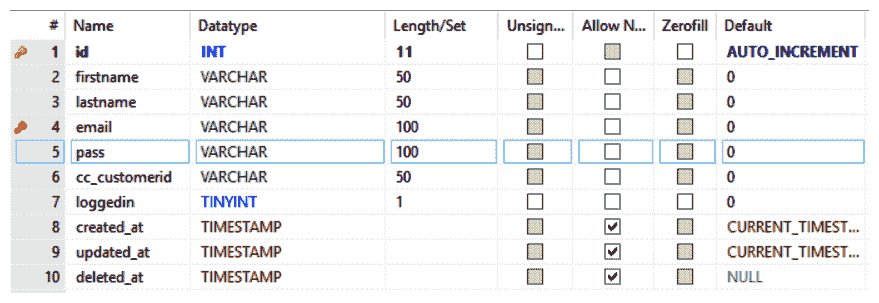 # Name Datatype Length/Set Unsign... Allow N... Zerofill Default
1 id INT 11 AUTO_INCREMENT
2 firstname VARCHAR 50 0
3 lastname VARCHAR 50 0
4 email VARCHAR 100 0
5 pass VARCHAR 100 0
6 cc_customerid VARCHAR 50 0
7 loggedin TINYINT 1 0
8 created_at TIMESTAMP CURRENT_TIMEST...
9 updated_at TIMESTAMP CURRENT_TIMEST...
10 deleted_at TIMESTAMP NULL